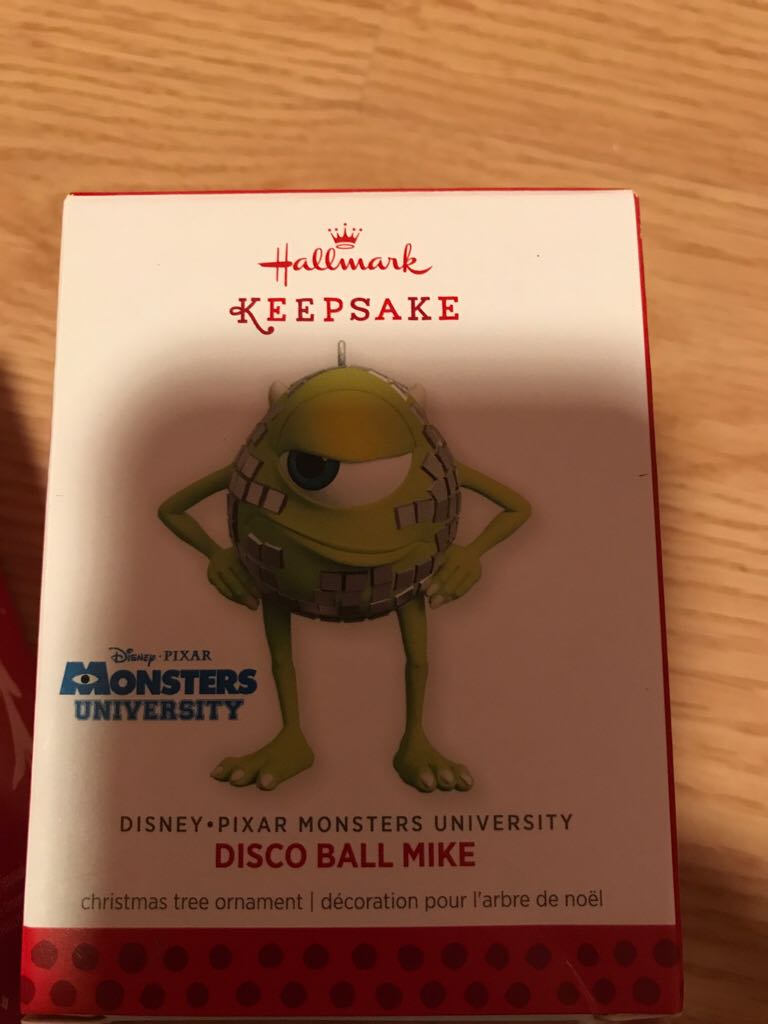 Hallmark
KEEPSAKE
Disney · PIXAR
MONSTERS
UNIVERSITY
DISNEY • PIXAR MONSTERS UNIVERSITY
DISCO BALL MIKE
christmas tree ornament | décoration pour l'arbre de noël